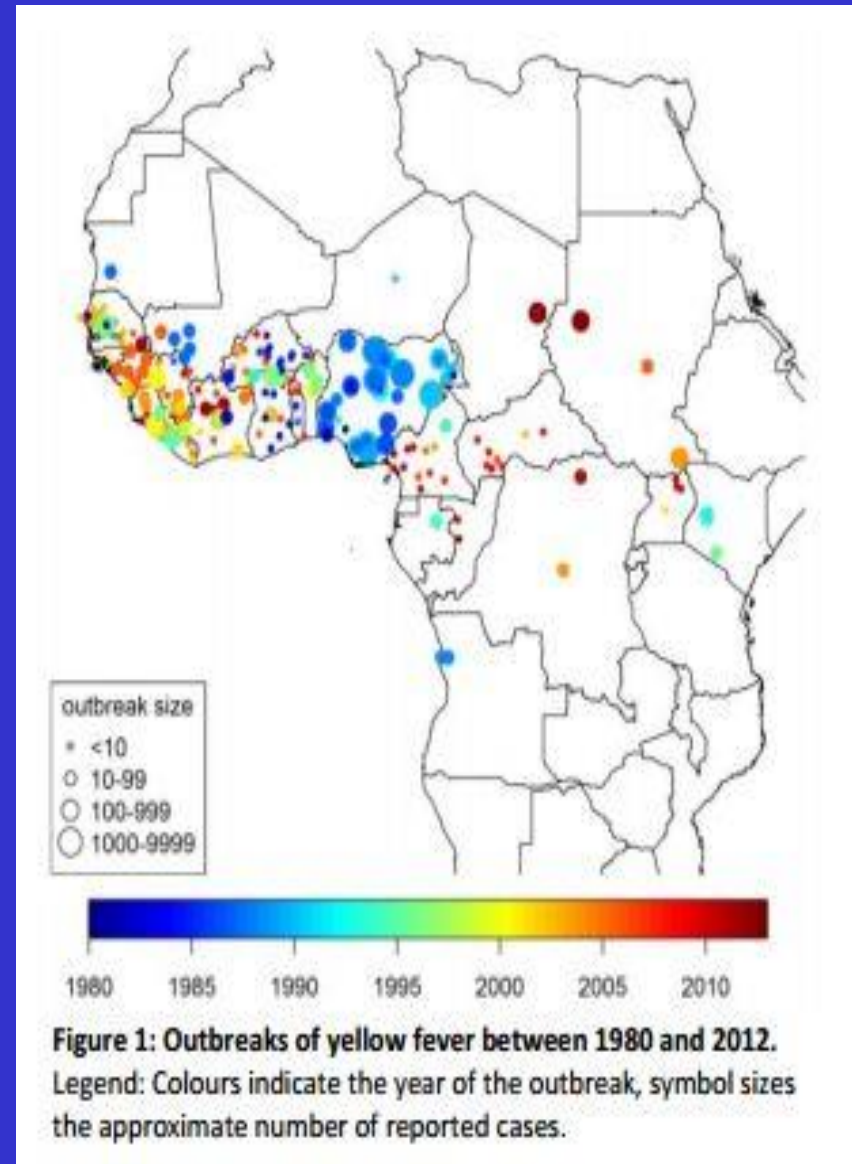 outbreak size
<10
10-99
100-999
1000-9999
1980 1985 1990 1995 2000 2005 2010
Figure 1: Outbreaks of yellow fever between 1980 and 2012.
Legend: Colours indicate the year of the outbreak, symbol sizes
the approximate number of reported cases.